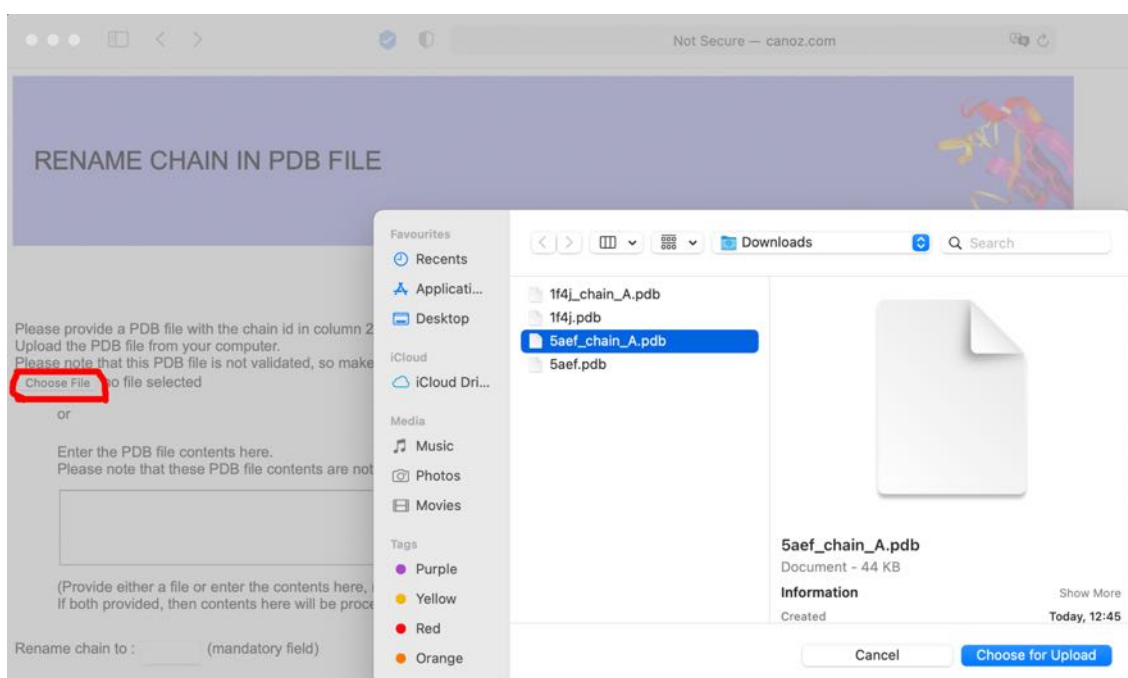 Not Secure — canoz.com
RENAME CHAIN IN PDB FILE
Please provide a PDB file with the chain id in column 2
Upload the PDB file from your computer.
Please note that this PDB file is not validated, so make
Choose File no file selected
or
Enter the PDB file contents here.
Please note that these PDB file contents are not
(Provide either a file or enter the contents here,
If both provided, then contents here will be proce
Rename chain to : (mandatory field)
Favourites
Recents
Applicati...
Desktop
iCloud
iCloud Dri...
Media
Music
Photos
Movies
Tags
Purple
Yellow
Red
Orange
Downloads
Search
1f4j_chain_A.pdb
1f4j.pdb
5aef_chain_A.pdb
5aef.pdb
5aef_chain_A.pdb
Document - 44 KB
Information Show More
Created Today, 12:45
Cancel Choose for Upload